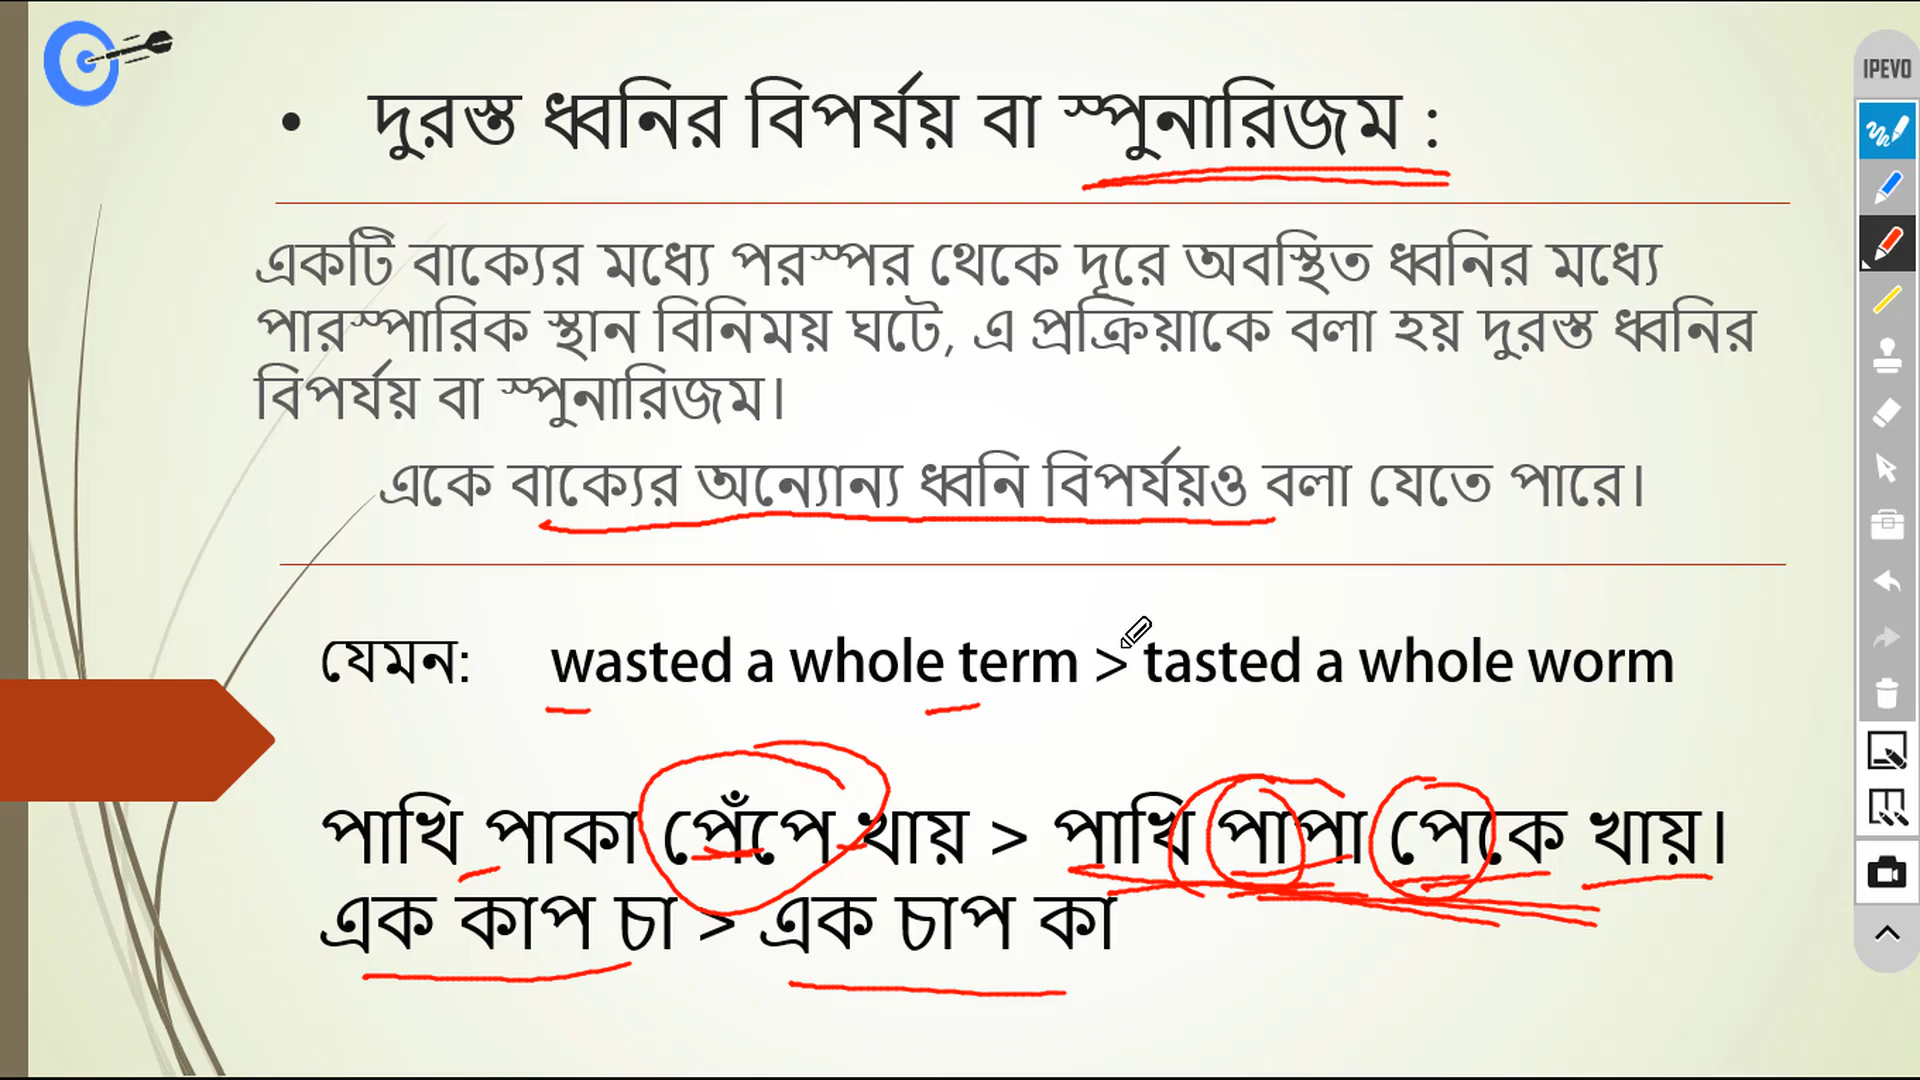 IPEVO
• দুরস্ত ধ্বনির বিপর্যয় বা স্পুনারিজম :
একটি বাক্যের মধ্যে পরস্পর থেকে দূরে অবস্থিত ধ্বনির মধ্যে
পারস্পারিক স্থান বিনিময় ঘটে, এ প্রক্রিয়াকে বলা হয় দুরস্ত ধ্বনির
বিপর্যয় বা স্পুনারিজম।
একে বাক্যের অন্যোন্য ধ্বনি বিপর্যয়ও বলা যেতে পারে।
যেমন: wasted a whole term > tasted a whole worm
পাখি পাকা পেঁপে খায় > পাখি পাপা পেকে খায়।
এক কাপ চা > এক চাপ কা